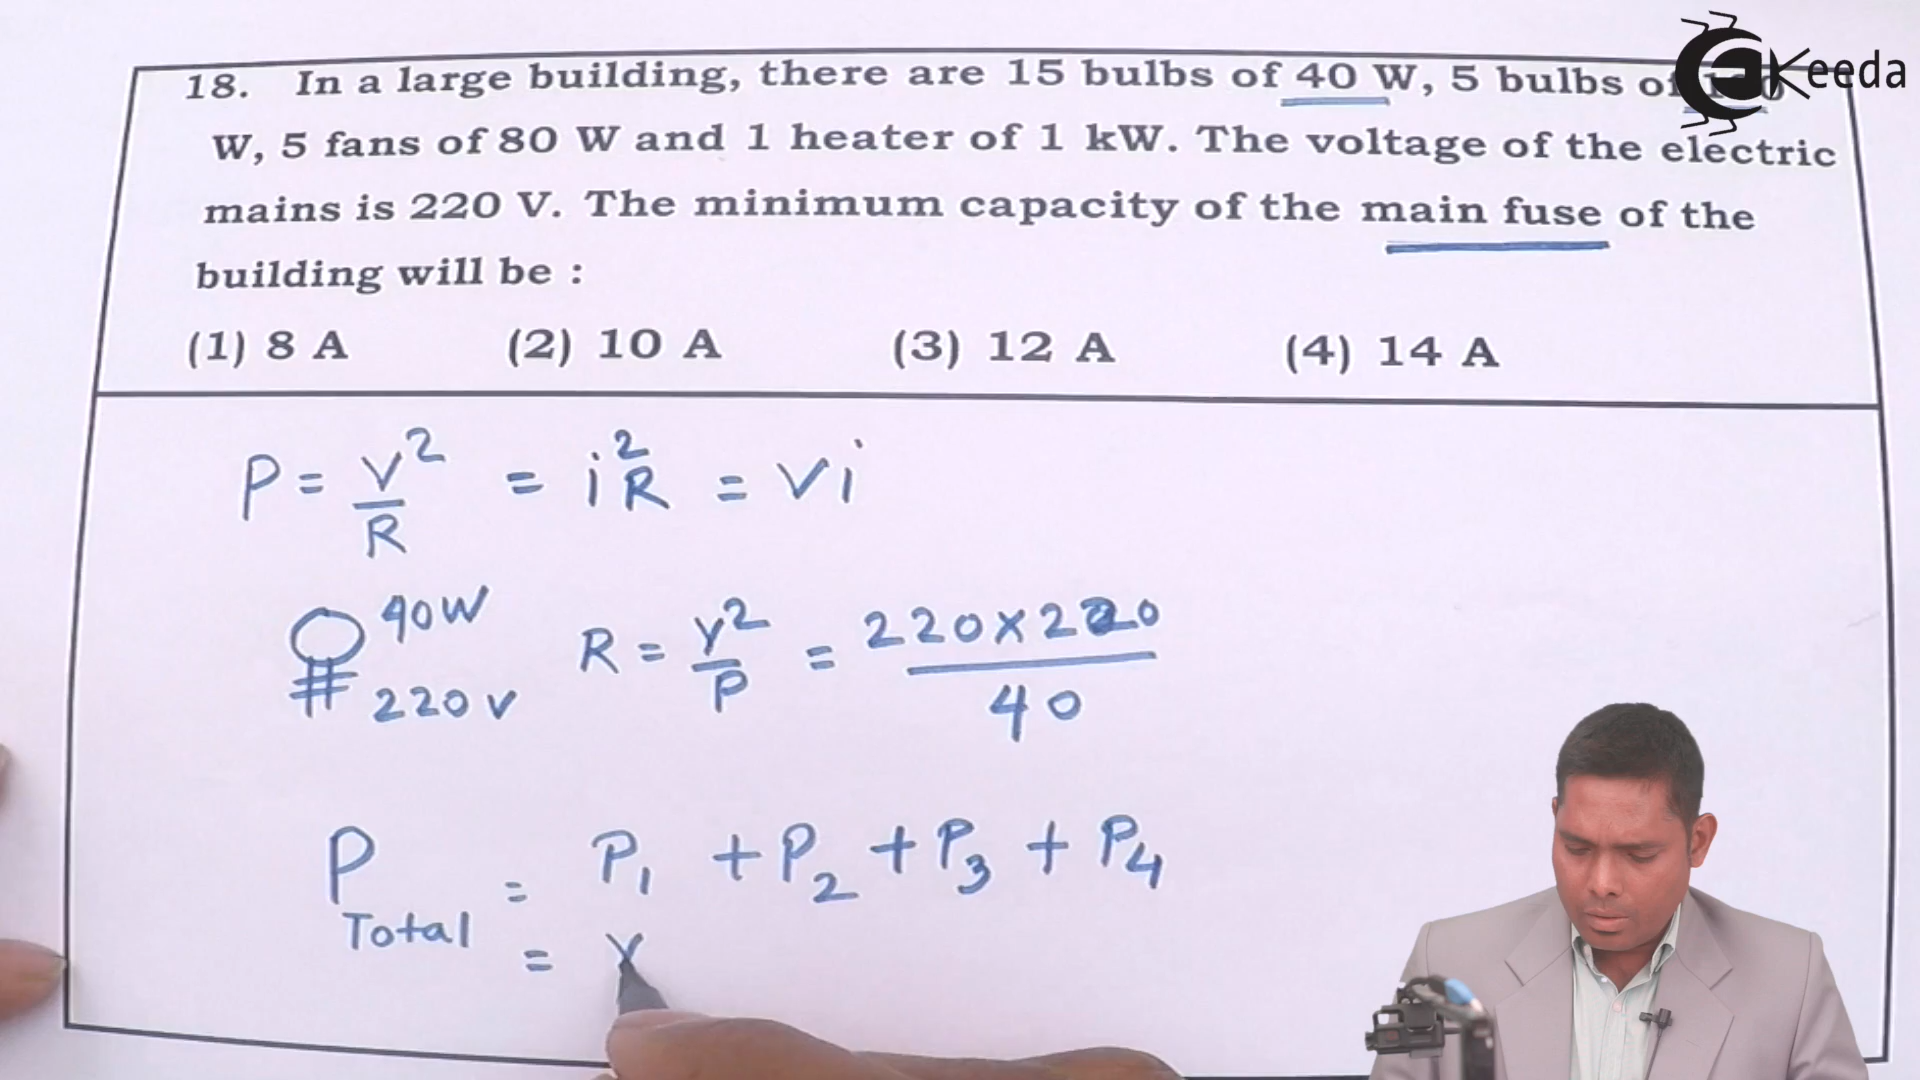 18. In a large building, there are 15 bulbs of 40 W, 5 bulbs of
W, 5 fans of 80 W and 1 heater of 1 kW. The voltage of the electric
mains is 220 V. The minimum capacity of the main fuse of the
building will be :
(1) 8 A (2) 10 A (3) 12 A (4) 14 A
P = V²/R = i²R = Vi
40W
220V
R = V²/P = 220×220/40
P Total = P₁ + P₂ + P₃ + P₄
= V
eKeeda